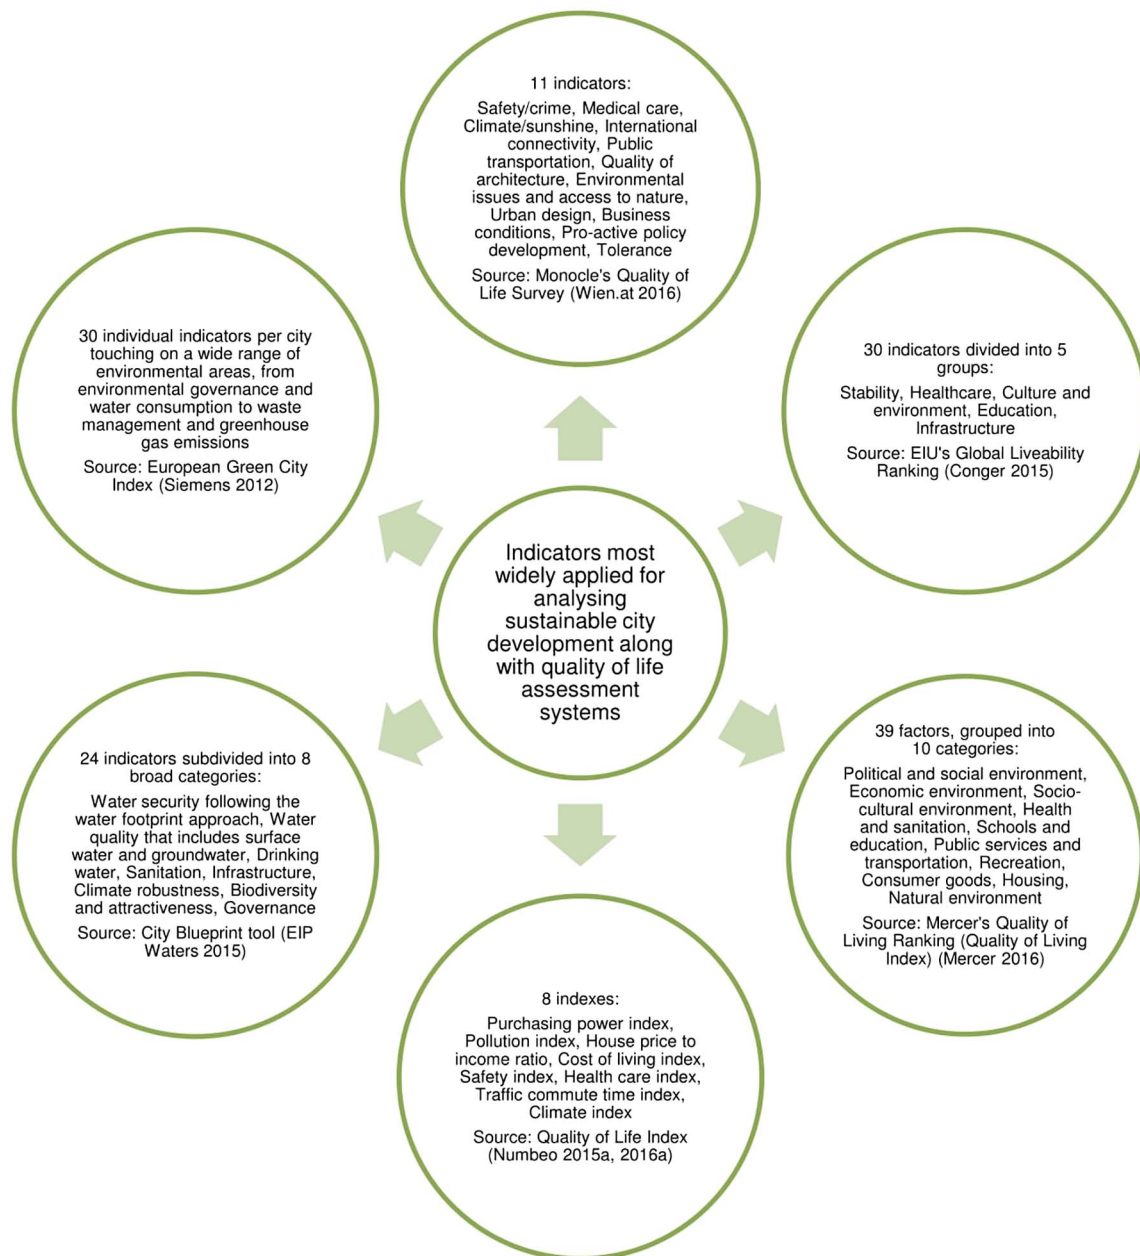 11 indicators:
Safety/crime, Medical care,
Climate/sunshine, International
connectivity, Public
transportation, Quality of
architecture, Environmental
issues and access to nature,
Urban design, Business
conditions, Pro-active policy
development, Tolerance
Source: Monocle's Quality of
Life Survey (Wien.at 2016)
30 individual indicators per city
touching on a wide range of
environmental areas, from
environmental governance and
water consumption to waste
management and greenhouse
gas emissions
Source: European Green City
Index (Siemens 2012)
30 indicators divided into 5
groups:
Stability, Healthcare, Culture and
environment, Education,
Infrastructure
Source: EIU's Global Liveability
Ranking (Conger 2015)
Indicators most
widely applied for
analysing
sustainable city
development along
with quality of life
assessment
systems
24 indicators subdivided into 8
broad categories:
Water security following the
water footprint approach, Water
quality that includes surface
water and groundwater, Drinking
water, Sanitation, Infrastructure,
Climate robustness, Biodiversity
and attractiveness, Governance
Source: City Blueprint tool (EIP
Waters 2015)
39 factors, grouped into
10 categories:
Political and social environment,
Economic environment, Socio-
cultural environment, Health
and sanitation, Schools and
education, Public services and
transportation, Recreation,
Consumer goods, Housing,
Natural environment
Source: Mercer's Quality of
Living Ranking (Quality of Living
Index) (Mercer 2016)
8 indexes:
Purchasing power index,
Pollution index, House price to
income ratio, Cost of living index,
Safety index, Health care index,
Traffic commute time index,
Climate index
Source: Quality of Life Index
(Numbeo 2015a, 2016a)